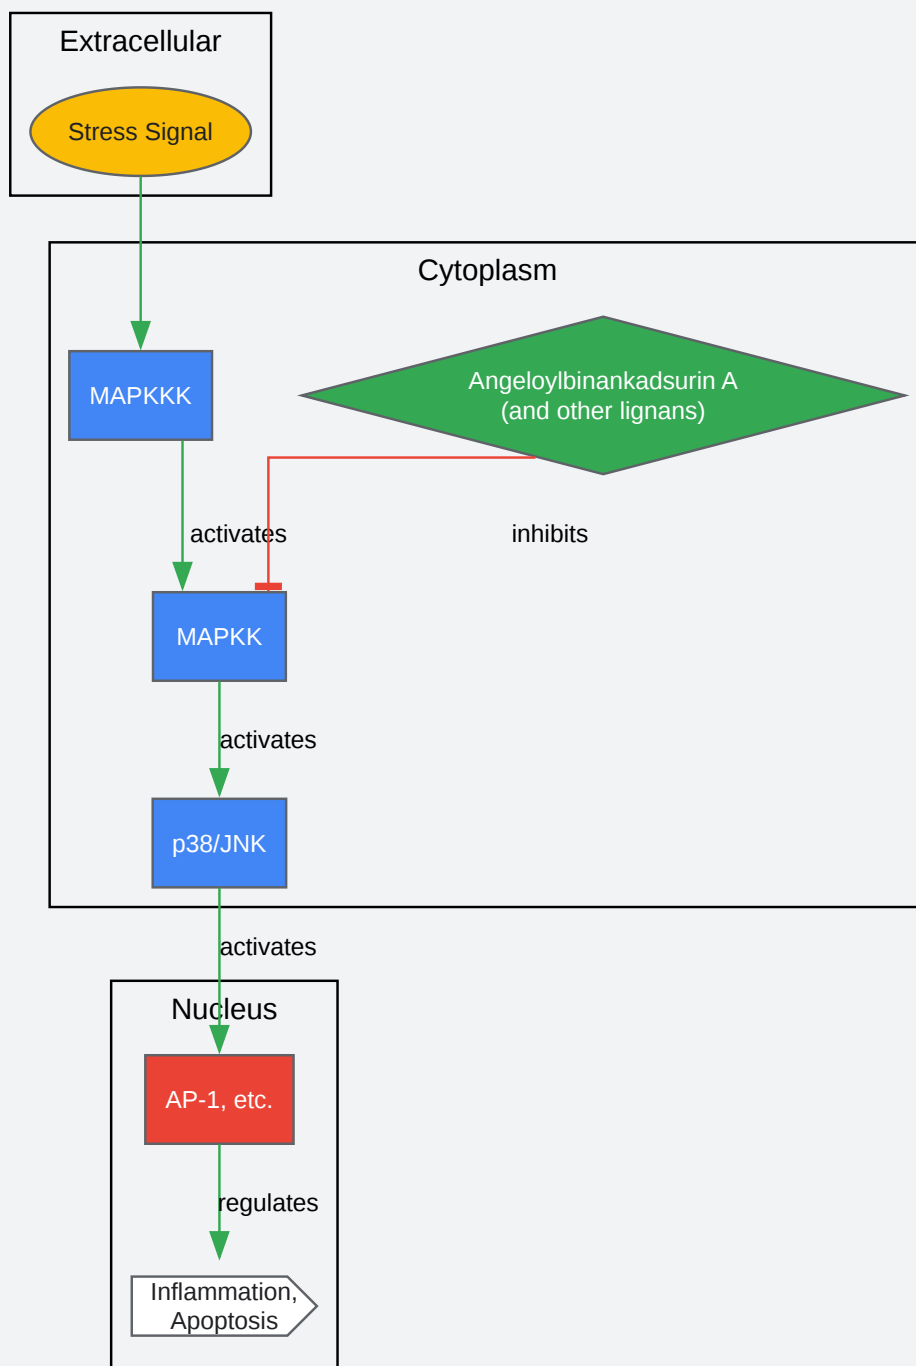 Extracellular
Stress Signal
Cytoplasm
MAPKKK
Angeloylbinankadsurin A
(and other lignans)
activates
inhibits
MAPKK
activates
p38/JNK
activates
Nucleus
AP-1, etc.
regulates
Inflammation,
Apoptosis